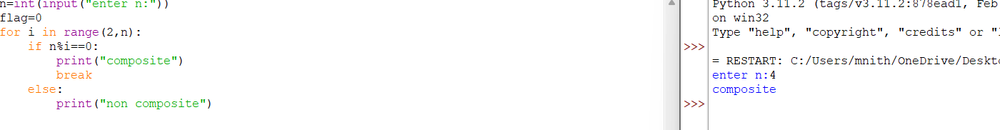 n=int(input("enter n:"))
flag=0
for i in range(2,n):
    if n%i==0:
        print("composite")
        break
    else:
        print("non composite")
Python 3.11.2 (tags/v3.11.2:878ead1, Feb
on win32
Type "help", "copyright", "credits" or "
>>>
= RESTART: C:/Users/mnith/OneDrive/Deskto
enter n:4
composite
>>>